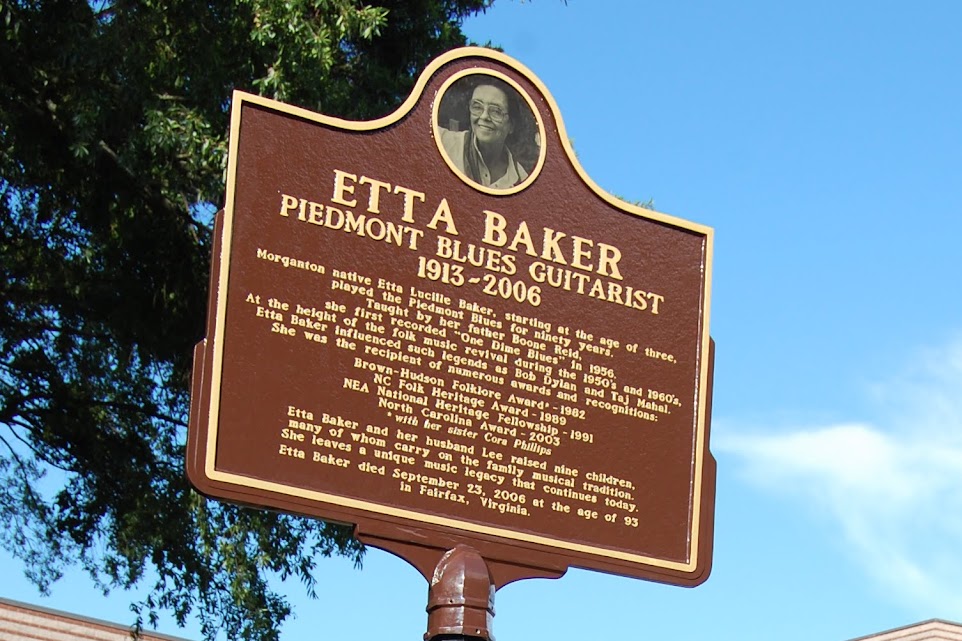 ETTA BAKER
PIEDMONT BLUES GUITARIST
1913-2006
Morganton native Etta Lucille Baker, starting at the age of three,
played the Piedmont Blues for ninety years.
Taught by her father Boone Reid,
she first recorded "One Dime Blues" in 1956.
At the height of the folk music revival during the 1950's and 1960's,
Etta Baker influenced such legends as Bob Dylan and Taj Mahal.
She was the recipient of numerous awards and recognitions:
Brown-Hudson Folklore Award* - 1982
NC Folk Heritage Award - 1989
NEA National Heritage Fellowship - 1991
North Carolina Award - 2003
* with her sister Cora Phillips
Etta Baker and her husband Lee raised nine children,
many of whom carry on the family musical tradition.
She leaves a unique music legacy that continues today.
Etta Baker died September 23, 2006 at the age of 93
in Fairfax, Virginia.